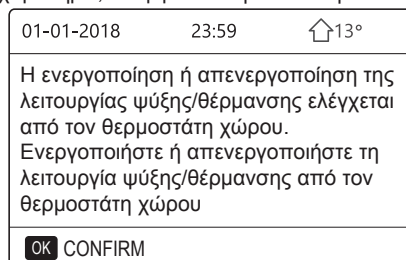 01-01-2018 23:59 13°
Η ενεργοποίηση ή απενεργοποίηση της
λειτουργίας ψύξης/θέρμανσης ελέγχεται
από τον θερμοστάτη χώρου.
Ενεργοποιήστε ή απενεργοποιήστε τη
λειτουργία ψύξης/θέρμανσης από τον
θερμοστάτη χώρου
OK CONFIRM